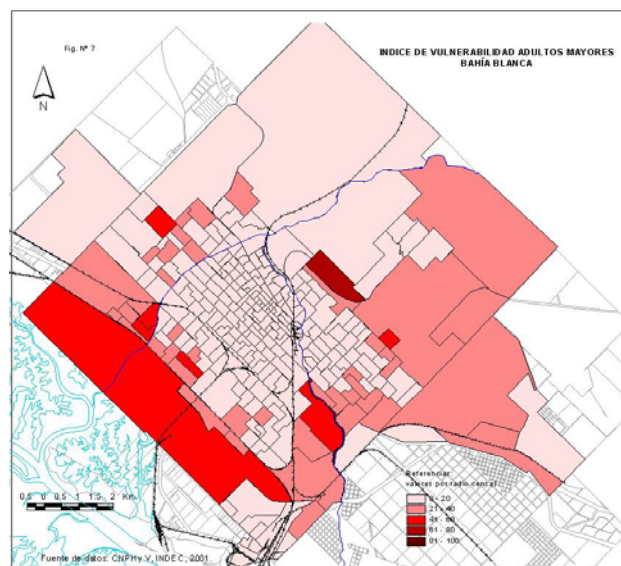 Fig. Nº 7
INDICE DE VULNERABILIDAD ADULTOS MAYORES
BAHÍA BLANCA
N
0.5 0 0.5 1 1.5 2 Km.
Referencias:
valores por radio censal
0 - 20
21 - 40
41 - 60
61 - 80
81 - 100
Fuente de datos: CNPHy V, INDEC, 2001